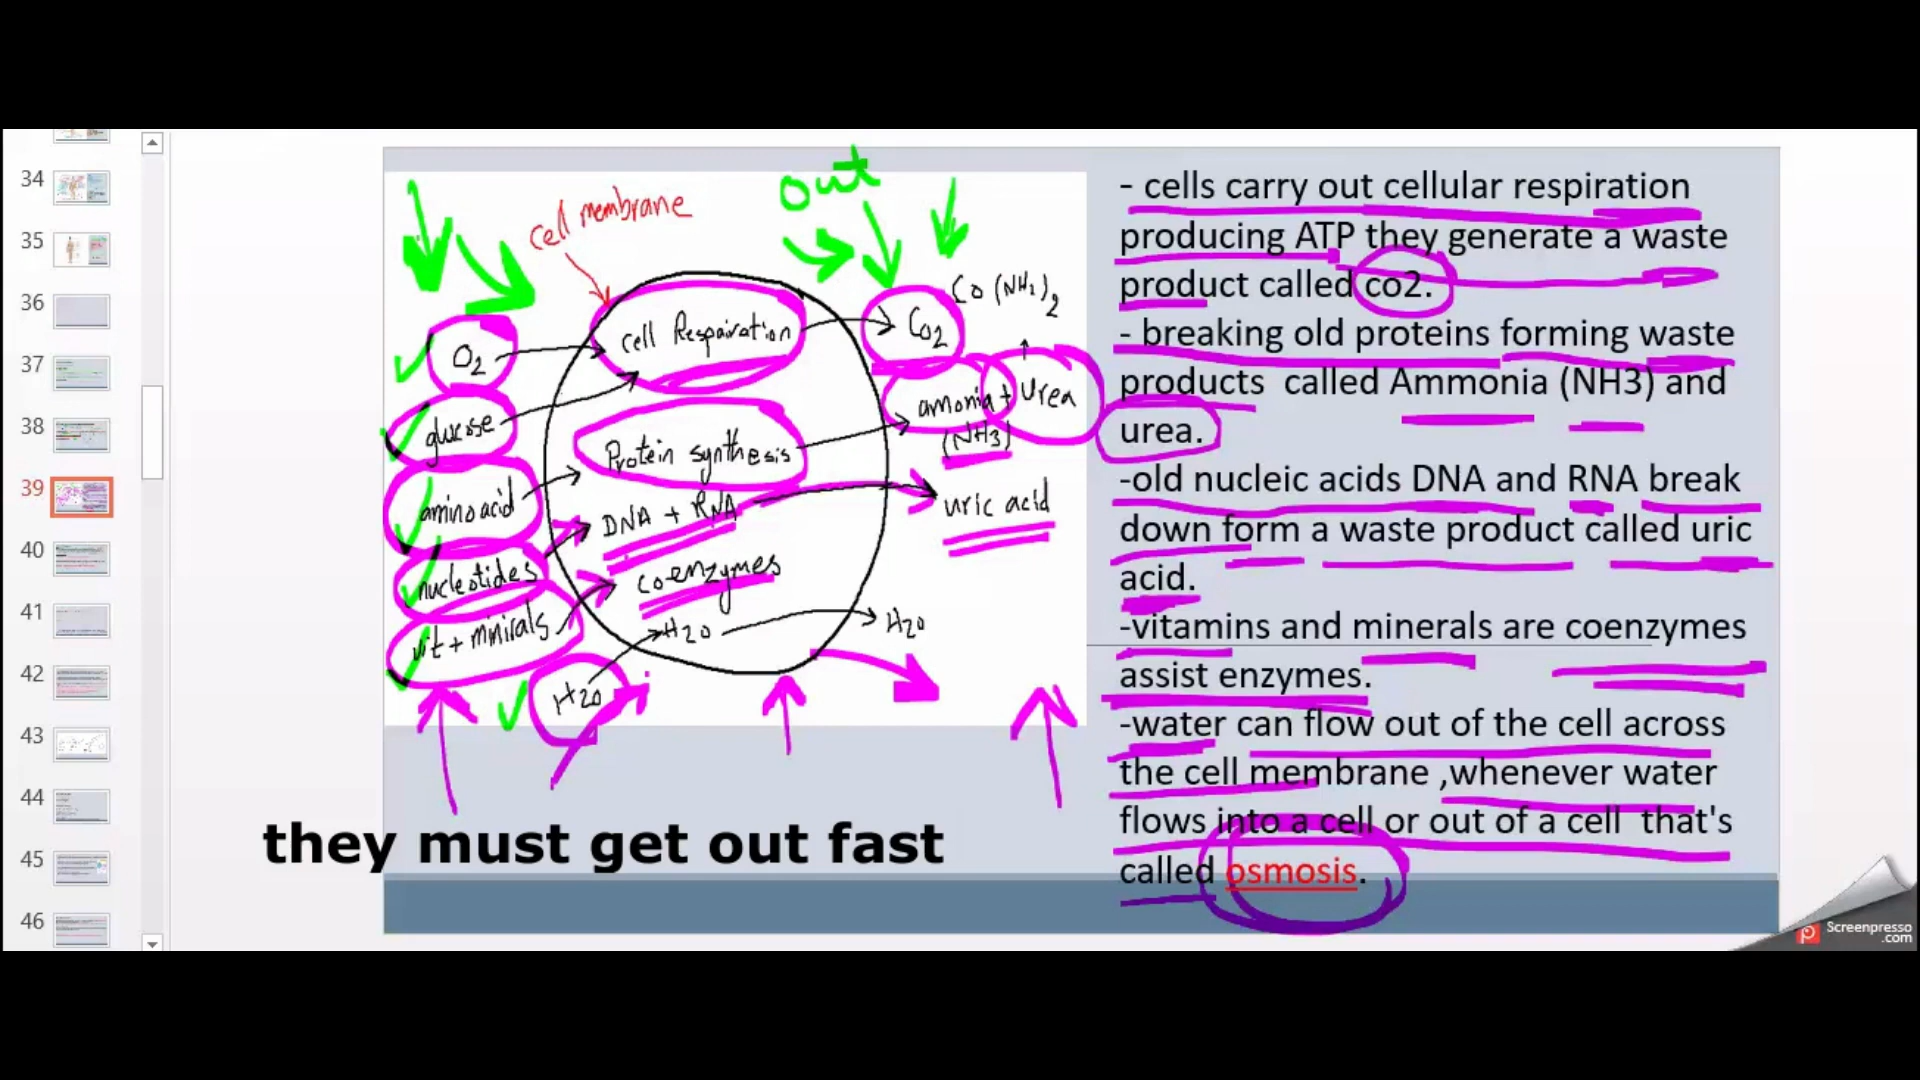 34
35
36
37
38
39
40
41
42
43
44
45
46
out
cell membrane
O2
glucose
amino acid
nucleotides
vit + minirals
H2O
cell Respairation
Protein synthesis
DNA + RNA
coenzymes
H2O
Co2
Co (NH2)2
amonia + Urea
(NH3)
uric acid
H2O
- cells carry out cellular respiration
producing ATP they generate a waste
product called co2.
- breaking old proteins forming waste
products called Ammonia (NH3) and
urea.
-old nucleic acids DNA and RNA break
down form a waste product called uric
acid.
-vitamins and minerals are coenzymes
assist enzymes.
-water can flow out of the cell across
the cell membrane ,whenever water
flows into a cell or out of a cell that's
called osmosis.
they must get out fast
Screenpresso
.com